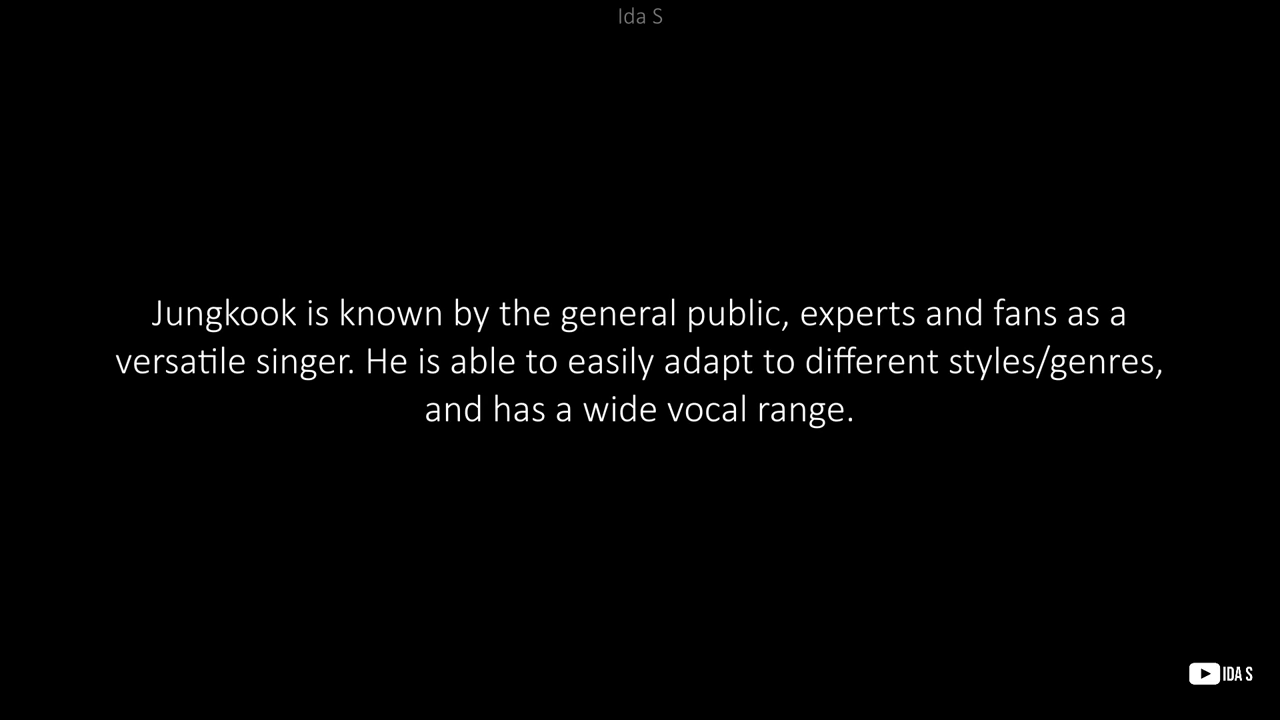 Ida S
Jungkook is known by the general public, experts and fans as a
versatile singer. He is able to easily adapt to different styles/genres,
and has a wide vocal range.
IDA S